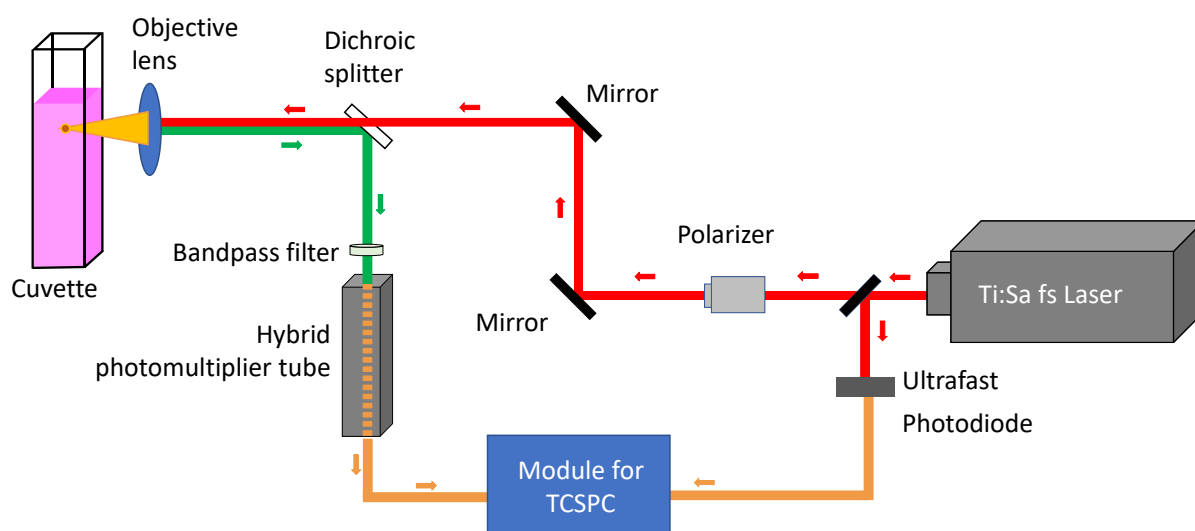 Objective
lens
Dichroic
splitter
Mirror
Polarizer
Bandpass filter
Cuvette
Ti:Sa fs Laser
Mirror
Hybrid
photomultiplier tube
Ultrafast
Photodiode
Module for
TCSPC